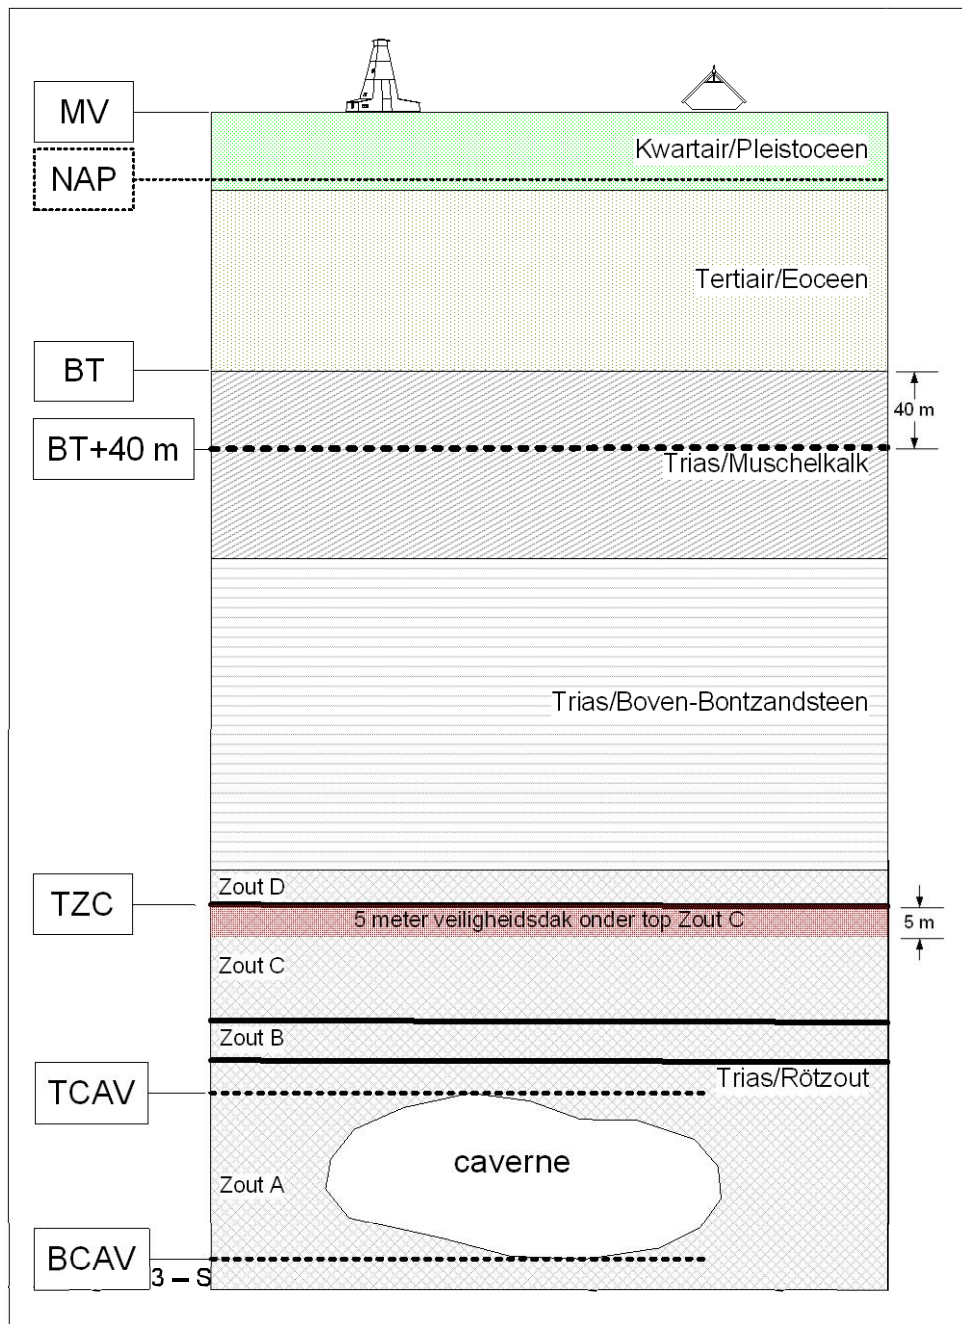 MV
Kwartair/Pleistoceen
NAP
Tertiair/Eoceen
BT
40 m
BT+40 m
Trias/Muschelkalk
Trias/Boven-Bontzandsteen
Zout D
TZC
5 meter veiligheidsdak onder top Zout C
5 m
Zout C
Zout B
Trias/Rötzout
TCAV
caverne
Zout A
BCAV
3 – S